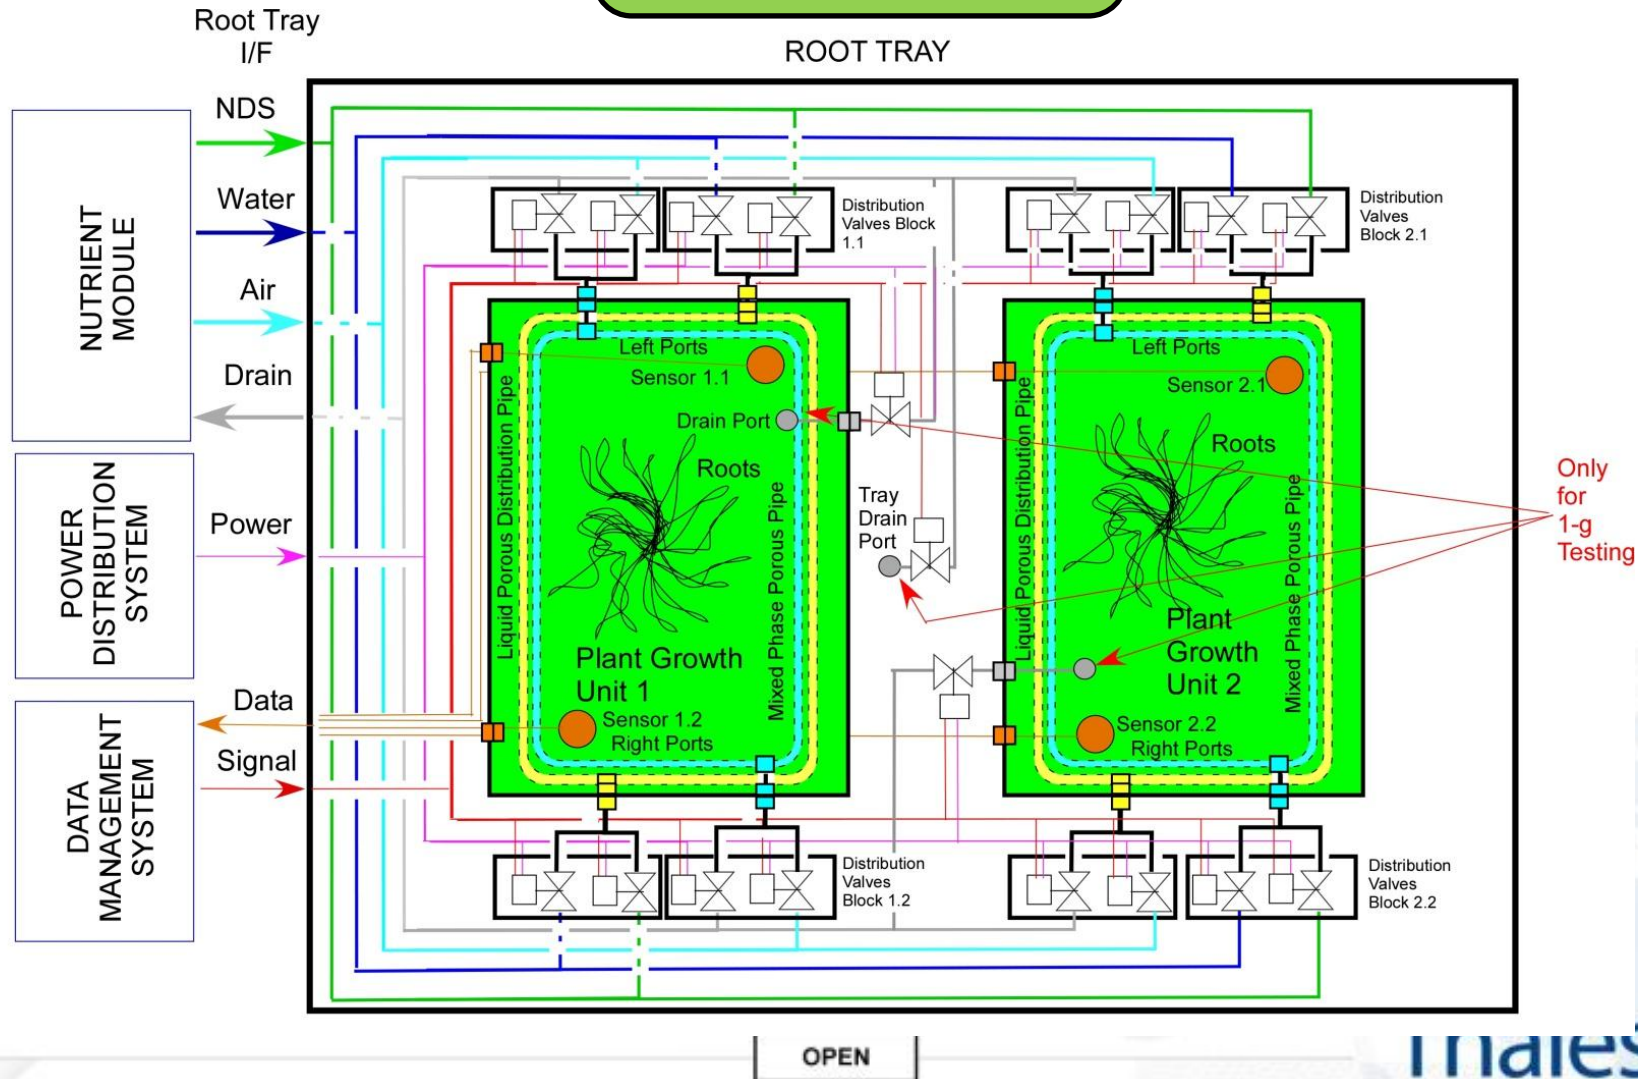 Root Tray
I/F
ROOT TRAY
NDS
Water
Air
Drain
Power
Data
Signal
NUTRIENT
MODULE
POWER
DISTRIBUTION
SYSTEM
DATA
MANAGEMENT
SYSTEM
Distribution
Valves Block
1.1
Distribution
Valves
Block 2.1
Left Ports
Sensor 1.1
Drain Port
Roots
Liquid Porous Distribution Pipe
Mixed Phase Porous Pipe
Plant Growth
Unit 1
Sensor 1.2
Right Ports
Tray
Drain
Port
Left Ports
Sensor 2.1
Roots
Liquid Porous Distribution Pipe
Mixed Phase Porous Pipe
Plant
Growth
Unit 2
Sensor 2.2
Right Ports
Only
for
1-g
Testing
Distribution
Valves
Block 1.2
Distribution
Valves
Block 2.2
OPEN
Thales